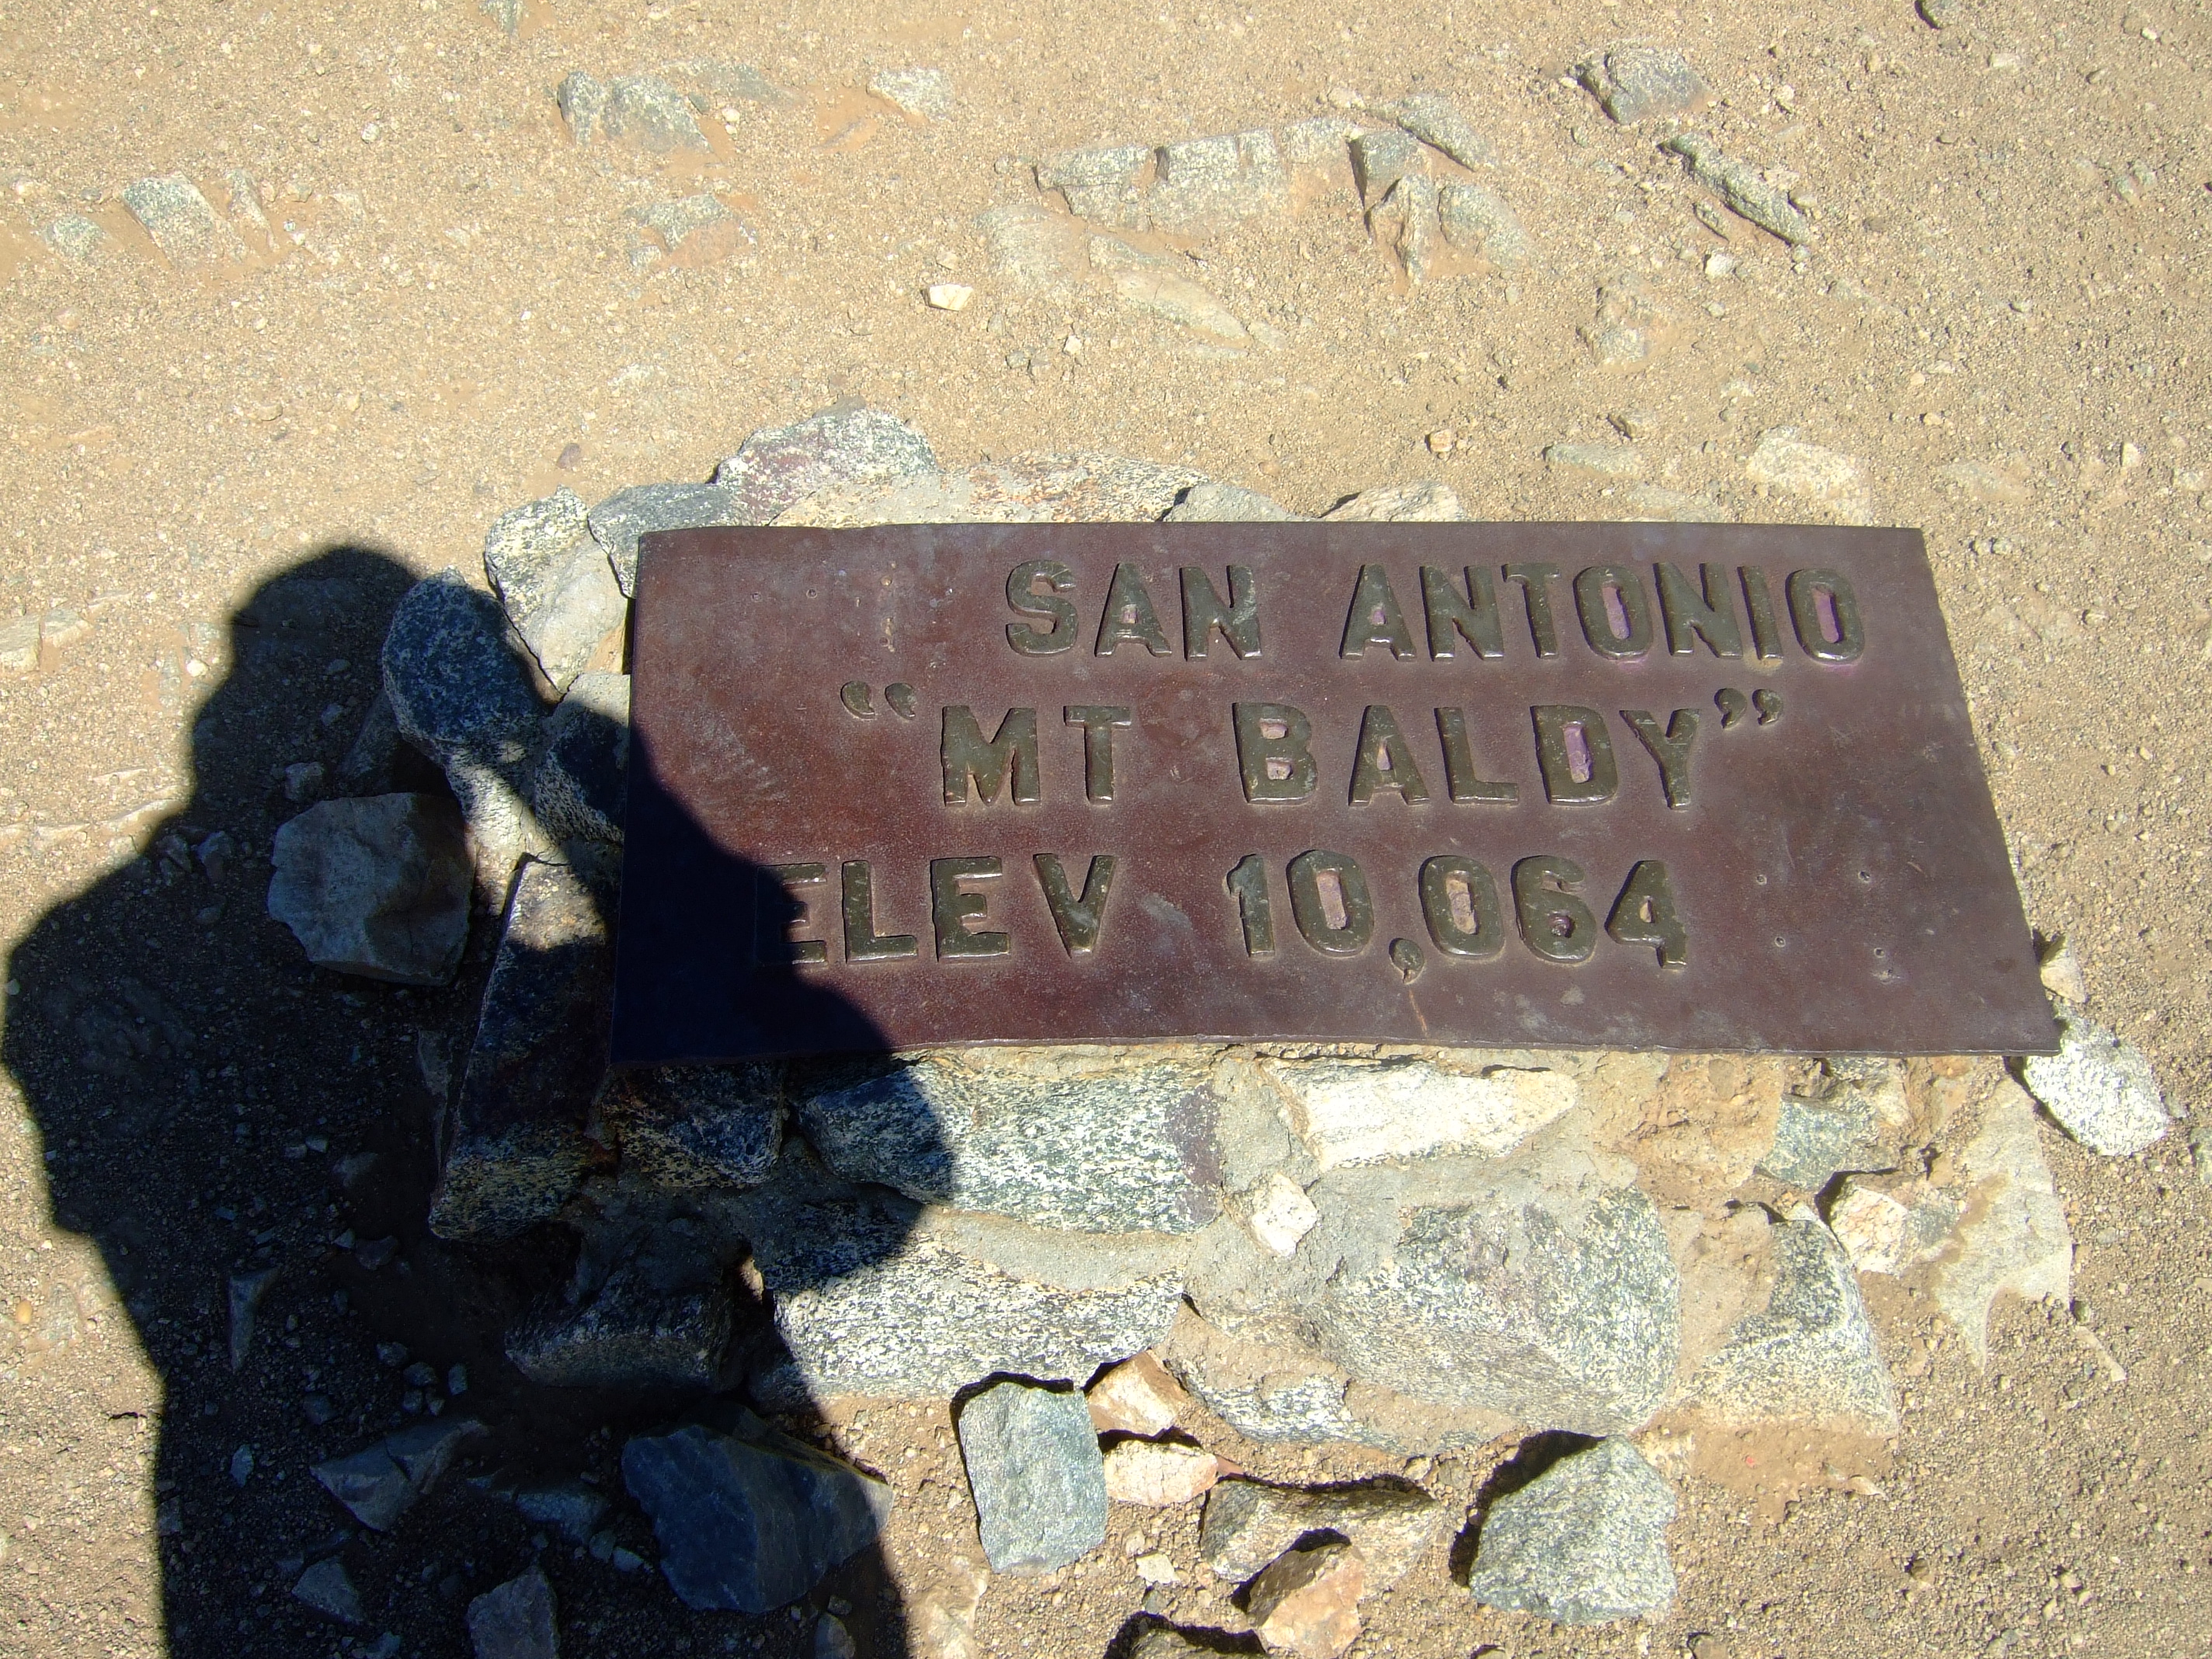 SAN ANTONIO
“MT BALDY”
ELEV 10,064